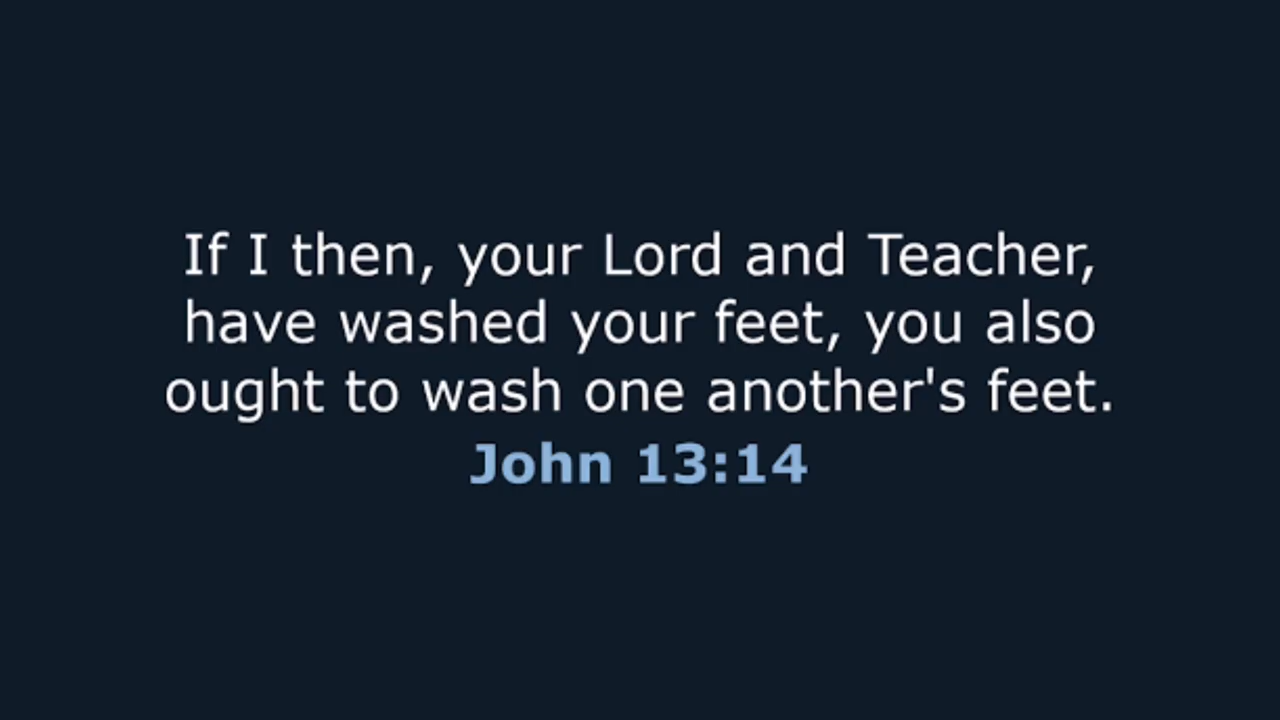 If I then, your Lord and Teacher,
have washed your feet, you also
ought to wash one another's feet.
John 13:14